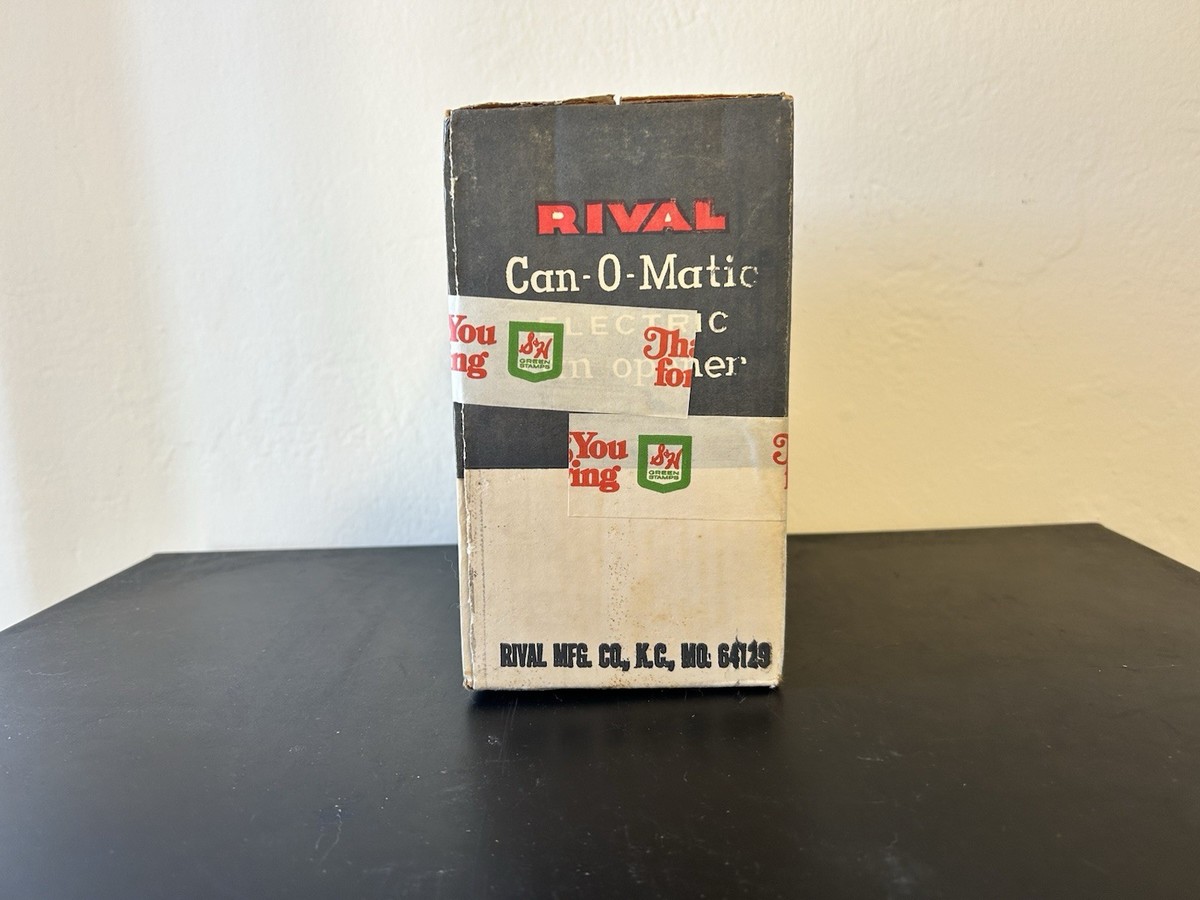 RIVAL
Can-O-Matic
ELECTRIC
n opener
You
ng
S&H
GREEN
STAMPS
Tha
for
You
ing
S&H
GREEN
STAMPS
RIVAL MFG. CO., K.C., MO. 64129